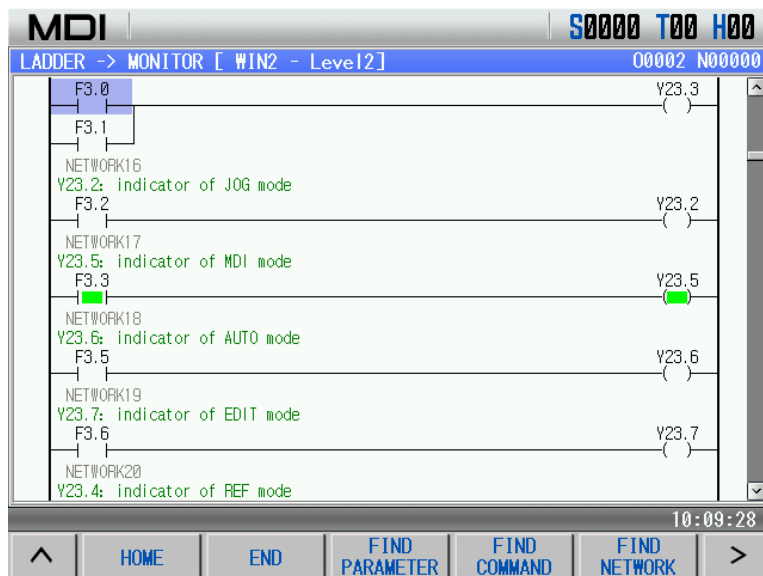 MDI S0000 T00 H00
LADDER -> MONITOR [ WIN2 - Level2] O0002 N00000
F3.0 Y23.3
F3.1
NETWORK16
Y23.2: indicator of JOG mode
F3.2 Y23.2
NETWORK17
Y23.5: indicator of MDI mode
F3.3 Y23.5
NETWORK18
Y23.6: indicator of AUTO mode
F3.5 Y23.6
NETWORK19
Y23.7: indicator of EDIT mode
F3.6 Y23.7
NETWORK20
Y23.4: indicator of REF mode
10:09:28
HOME END FIND PARAMETER FIND COMMAND FIND NETWORK >